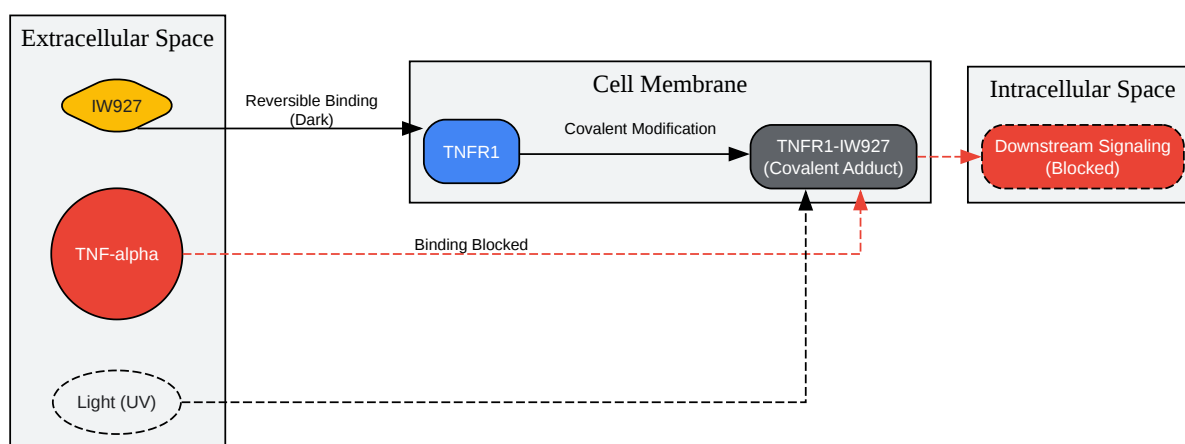 Extracellular Space
Cell Membrane
Intracellular Space
IW927
Reversible Binding
(Dark)
TNFR1
Covalent Modification
TNFR1-IW927
(Covalent Adduct)
Downstream Signaling
(Blocked)
TNF-alpha
Binding Blocked
Light (UV)